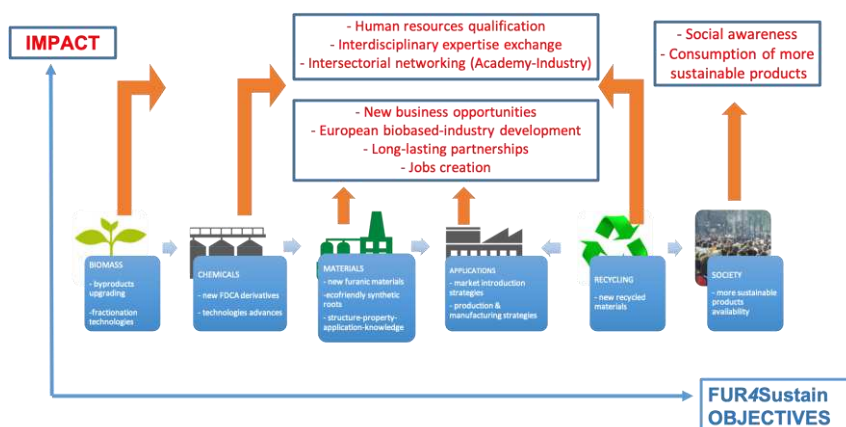 IMPACT
- Human resources qualification
- Interdisciplinary expertise exchange
- Intersectorial networking (Academy-Industry)
- Social awareness
- Consumption of more
sustainable products
- New business opportunities
- European biobased-industry development
- Long-lasting partnerships
- Jobs creation
BIOMASS
- byproducts
upgrading
-fractionation
technologies
CHEMICALS
- new FDCA derivatives
- technologies advances
MATERIALS
- new furanic materials
-ecofriendly synthetic
roots
- structure-property-
application-knowledge
APPLICATIONS
- market introduction
strategies
- production &
manufacturing strategies
RECYCLING
- new recycled
materials
SOCIETY
- more sustainable
products
availability
FUR4Sustain
OBJECTIVES